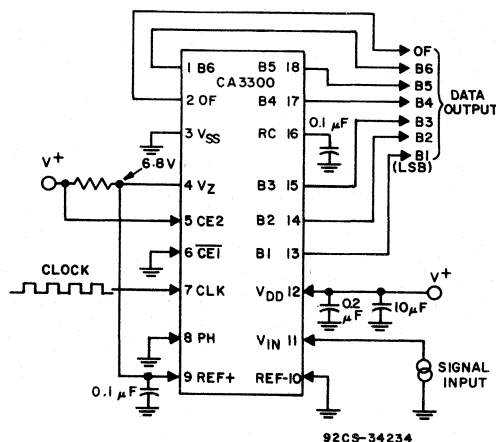 OF
B6
B5
B4
B3
B2
B1
(LSB)
DATA
OUTPUT
CA3300
1 B6
B5 18
2 OF
B4 17
3 VSS
RC 16
0.1 µF
V+
6.8V
4 VZ
B3 15
5 CE2
B2 14
6 CE1
B1 13
CLOCK
7 CLK
VDD 12
V+
0.2
µF
10µF
8 PH
VIN 11
SIGNAL
INPUT
0.1 µF
9 REF+
REF-10
92CS-34234